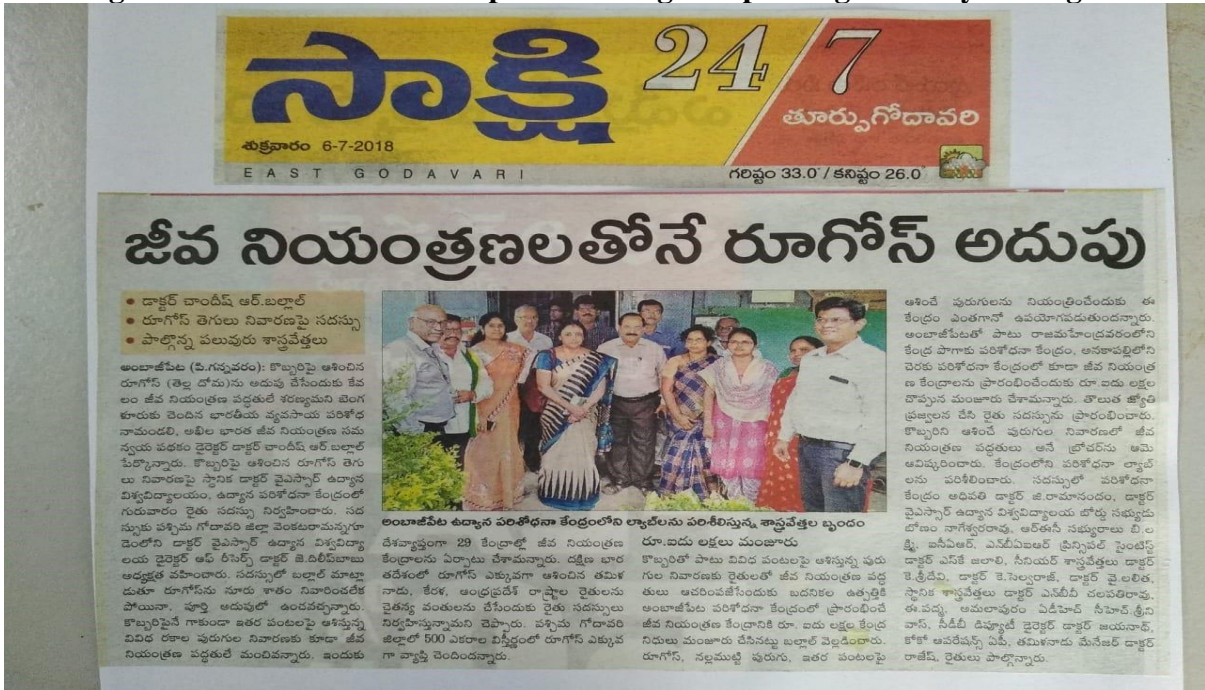 సాక్షి 24/7
తూర్పుగోదావరి
శుక్రవారం 6-7-2018
EAST GODAVARI
గరిష్టం 33.0° / కనిష్టం 26.0°
జీవ నియంత్రణలతోనే రూగోస్ అదుపు
• డాక్టర్ చాందీష్ ఆర్.బల్లాల్
• రూగోస్ తెగులు నివారణపై సదస్సు
• పాల్గొన్న పలువురు శాస్త్రవేత్తలు
అంబాజీపేట (పి.గన్నవరం): కొబ్బరిపై ఆశించిన
రూగోస్ (తెల్ల దోమ)ను అదుపు చేసేందుకు కేవ
లం జీవ నియంత్రణ పద్ధతులే శరణ్యమని బెంగ
ళూరుకు చెందిన భారతీయ వ్యవసాయ పరిశోధ
నామండలి, అఖిల భారత జీవ నియంత్రణ సమ
న్వయ పథకం డైరెక్టర్ డాక్టర్ చాందీష్ ఆర్.బల్లాల్
పేర్కొన్నారు. కొబ్బరిపై ఆశించిన రూగోస్ తెగు
లు నివారణపై స్థానిక డాక్టర్ వైఎస్సార్ ఉద్యాన
విశ్వవిద్యాలయం, ఉద్యాన పరిశోధనా కేంద్రంలో
గురువారం రైతు సదస్సు నిర్వహించారు. సద
స్సుకు పశ్చిమ గోదావరి జిల్లా వెంకటరామన్నగూ
డెంలోని డాక్టర్ వైఎస్సార్ ఉద్యాన విశ్వవిద్యా
లయ డైరెక్టర్ ఆఫ్ రీసెర్చ్ డాక్టర్ జె.దిలీప్‌బాబు
అధ్యక్షత వహించారు. సదస్సులో బల్లాల్ మాట్లా
డుతూ రూగోస్‌ను నూరు శాతం నివారించలేక
పోయినా, పూర్తి అదుపులో ఉంచవచ్చన్నారు.
కొబ్బరిపైనే గాకుండా ఇతర పంటలపై ఆశిస్తున్న
వివిధ రకాల పురుగుల నివారణకు కూడా జీవ
నియంత్రణ పద్ధతులే మంచివన్నారు. ఇందుకు
అంబాజీపేట ఉద్యాన పరిశోధనా కేంద్రంలోని ల్యాబ్‌లను పరిశీలిస్తున్న శాస్త్రవేత్తల బృందం
దేశవ్యాప్తంగా 29 కేంద్రాల్లో జీవ నియంత్రణ
కేంద్రాలను ఏర్పాటు చేశామన్నారు. దక్షిణ భార
తదేశంలో రూగోస్ ఎక్కువగా ఆశించిన తమిళ
నాడు, కేరళ, ఆంధ్రప్రదేశ్ రాష్ట్రాల రైతులను
చైతన్య వంతులను చేసేందుకు రైతు సదస్సులు
నిర్వహిస్తున్నామని చెప్పారు. పశ్చిమ గోదావరి
జిల్లాలో 500 ఎకరాల విస్తీర్ణంలో రూగోస్ ఎక్కువ
గా వ్యాప్తి చెందిందన్నారు.
రూ.ఐదు లక్షలు మంజూరు
కొబ్బరితో పాటు వివిధ పంటలపై ఆశిస్తున్న పురు
గుల నివారణకు రైతులతో జీవ నియంత్రణ పద్ధ
తులు ఆచరింపజేసేందుకు బదనికల ఉత్పత్తికి
అంబాజీపేట పరిశోధనా కేంద్రంలో ప్రారంభించే
జీవ నియంత్రణ కేంద్రానికి రూ. ఐదు లక్షల కేంద్ర
నిధులు మంజూరు చేసినట్టు బల్లాల్ వెల్లడించారు.
రూగోస్, నల్లముట్టి పురుగు, ఇతర పంటలపై
ఆశించే పురుగులను నియంత్రించేందుకు ఈ
కేంద్రం ఎంతగానో ఉపయోగపడుతుందన్నారు.
అంబాజీపేటతో పాటు రాజమహేంద్రవరంలోని
కేంద్ర పొగాకు పరిశోధనా కేంద్రం, అనకాపల్లిలోని
చెరకు పరిశోధనా కేంద్రంలో కూడా జీవ నియంత్ర
ణ కేంద్రాలను ప్రారంభించేందుకు రూ.ఐదు లక్షల
చొప్పున మంజూరు చేశామన్నారు. తొలుత జ్యోతి
ప్రజ్వలన చేసి రైతు సదస్సును ప్రారంభించారు.
కొబ్బరిని ఆశించే పురుగుల నివారణలో జీవ
నియంత్రణ పద్ధతులు అనే బ్రోచర్‌ను ఆమె
ఆవిష్కరించారు. కేంద్రంలోని పరిశోధనా ల్యాబ్
లను పరిశీలించారు. సదస్సులో పరిశోధనా
కేంద్రం అధిపతి డాక్టర్ జి.రామానందం, డాక్టర్
వైఎస్సార్ ఉద్యాన విశ్వవిద్యాలయ బోర్డు సభ్యుడు
బోణం నాగేశ్వరరావు, ఆర్ఈసీ సభ్యురాలు బి.ల
క్ష్మి, ఐసీఏఆర్, ఎన్‌బీఏఐఆర్ ప్రిన్సిపల్ సైంటిస్ట్
డాక్టర్ ఎస్‌కే జలాలి, సీనియర్ శాస్త్రవేత్తలు డాక్టర్
కె.శ్రీదేవి, డాక్టర్ కె.సెల్వరాజ్, డాక్టర్ వై.లలిత,
స్థానిక శాస్త్రవేత్తలు డాక్టర్ ఎన్‌బీవీ చలపతిరావు,
ఈ.పద్మ, అమలాపురం ఏడీహెచ్ సీహెచ్.శ్రీని
వాస్, సీడీబీ డిప్యూటీ డైరెక్టర్ డాక్టర్ జయనాథ్,
కోకో ఆపరేషన్స్ ఏపీ, తమిళనాడు మేనేజర్ డాక్టర్
రాజేష్, రైతులు పాల్గొన్నారు.